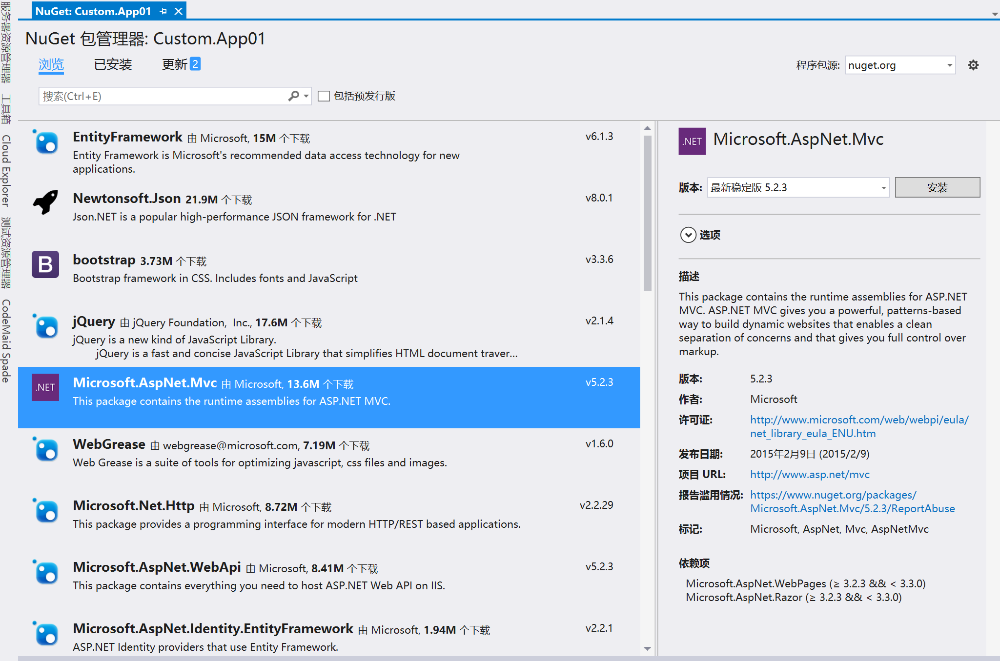 服务器资源管理器
工具箱
Cloud Explorer
测试资源管理器
CodeMaid Spade
NuGet: Custom.App01
NuGet 包管理器: Custom.App01
浏览
已安装
更新 2
程序包源: nuget.org
搜索(Ctrl+E)
包括预发行版
EntityFramework 由 Microsoft, 15M 个下载 v6.1.3
Entity Framework is Microsoft's recommended data access technology for new
applications.
Newtonsoft.Json 21.9M 个下载 v8.0.1
Json.NET is a popular high-performance JSON framework for .NET
B
bootstrap 3.73M 个下载 v3.3.6
Bootstrap framework in CSS. Includes fonts and JavaScript
jQuery 由 jQuery Foundation, Inc., 17.6M 个下载 v2.1.4
jQuery is a new kind of JavaScript Library.
jQuery is a fast and concise JavaScript Library that simplifies HTML document traver...
.NET
Microsoft.AspNet.Mvc 由 Microsoft, 13.6M 个下载 v5.2.3
This package contains the runtime assemblies for ASP.NET MVC.
WebGrease 由 webgrease@microsoft.com, 7.19M 个下载 v1.6.0
Web Grease is a suite of tools for optimizing javascript, css files and images.
Microsoft.Net.Http 由 Microsoft, 8.72M 个下载 v2.2.29
This package provides a programming interface for modern HTTP/REST based applications.
Microsoft.AspNet.WebApi 由 Microsoft, 8.41M 个下载 v5.2.3
This package contains everything you need to host ASP.NET Web API on IIS.
Microsoft.AspNet.Identity.EntityFramework 由 Microsoft, 1.94M 个下载 v2.2.1
ASP.NET Identity providers that use Entity Framework.
.NET
Microsoft.AspNet.Mvc
版本: 最新稳定版 5.2.3 安装
选项
描述
This package contains the runtime assemblies for ASP.NET
MVC. ASP.NET MVC gives you a powerful, patterns-based
way to build dynamic websites that enables a clean
separation of concerns and that gives you full control over
markup.
版本: 5.2.3
作者: Microsoft
许可证: http://www.microsoft.com/web/webpi/eula/
net_library_eula_ENU.htm
发布日期: 2015年2月9日 (2015/2/9)
项目 URL: http://www.asp.net/mvc
报告滥用情况: https://www.nuget.org/packages/
Microsoft.AspNet.Mvc/5.2.3/ReportAbuse
标记: Microsoft, AspNet, Mvc, AspNetMvc
依赖项
Microsoft.AspNet.WebPages (≥ 3.2.3 && < 3.3.0)
Microsoft.AspNet.Razor (≥ 3.2.3 && < 3.3.0)